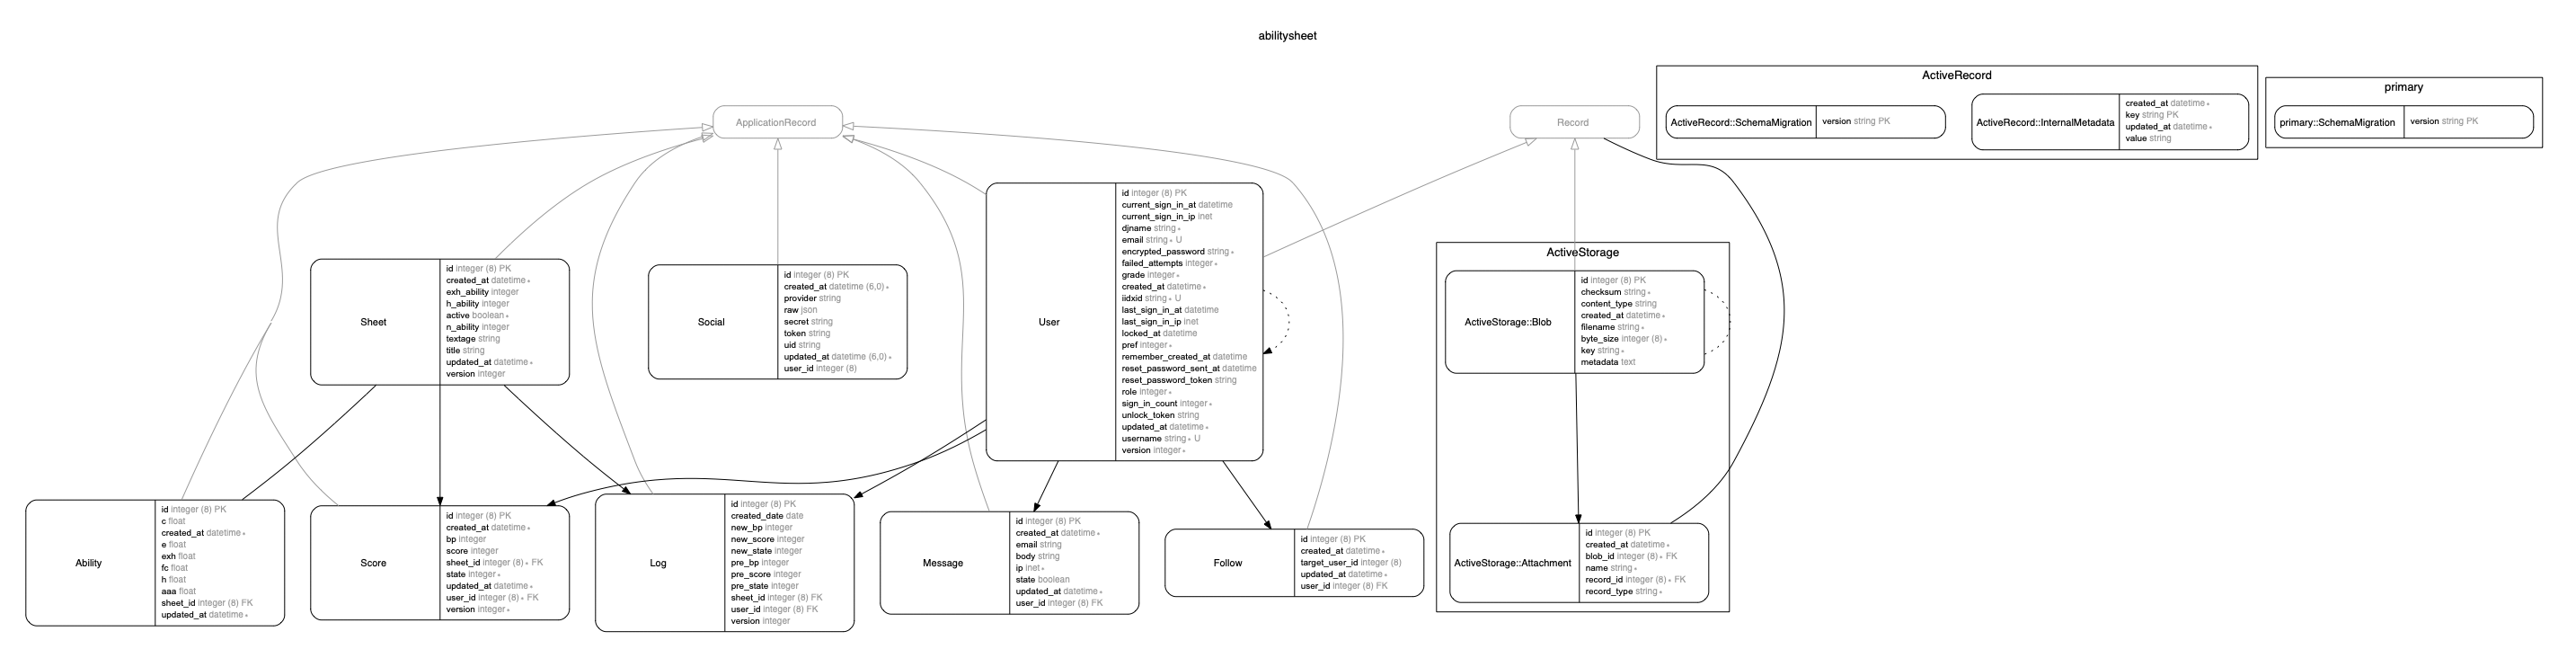 abilitysheet
ApplicationRecord
Record
ActiveRecord
ActiveRecord::SchemaMigration
version string PK
ActiveRecord::InternalMetadata
created_at datetime ∗
key string PK
updated_at datetime ∗
value string
primary
primary::SchemaMigration
version string PK
Sheet
id integer (8) PK
created_at datetime ∗
exh_ability integer
h_ability integer
active boolean ∗
n_ability integer
textage string
title string
updated_at datetime ∗
version integer
Social
id integer (8) PK
created_at datetime (6,0) ∗
provider string
raw json
secret string
token string
uid string
updated_at datetime (6,0) ∗
user_id integer (8)
User
id integer (8) PK
current_sign_in_at datetime
current_sign_in_ip inet
djname string ∗
email string ∗ U
encrypted_password string ∗
failed_attempts integer ∗
grade integer ∗
created_at datetime ∗
iidxid string ∗ U
last_sign_in_at datetime
last_sign_in_ip inet
locked_at datetime
pref integer ∗
remember_created_at datetime
reset_password_sent_at datetime
reset_password_token string
role integer ∗
sign_in_count integer ∗
unlock_token string
updated_at datetime ∗
username string ∗ U
version integer ∗
ActiveStorage
ActiveStorage::Blob
id integer (8) PK
checksum string ∗
content_type string
created_at datetime ∗
filename string ∗
byte_size integer (8) ∗
key string ∗
metadata text
Ability
id integer (8) PK
c float
created_at datetime ∗
e float
exh float
fc float
h float
aaa float
sheet_id integer (8) FK
updated_at datetime ∗
Score
id integer (8) PK
created_at datetime ∗
bp integer
score integer
sheet_id integer (8) ∗ FK
state integer ∗
updated_at datetime ∗
user_id integer (8) ∗ FK
version integer ∗
Log
id integer (8) PK
created_date date
new_bp integer
new_score integer
new_state integer
pre_bp integer
pre_score integer
pre_state integer
sheet_id integer (8) FK
user_id integer (8) FK
version integer
Message
id integer (8) PK
created_at datetime ∗
email string
body string
ip inet ∗
state boolean
updated_at datetime ∗
user_id integer (8) FK
Follow
id integer (8) PK
created_at datetime ∗
target_user_id integer (8)
updated_at datetime ∗
user_id integer (8) FK
ActiveStorage::Attachment
id integer (8) PK
created_at datetime ∗
blob_id integer (8) ∗ FK
name string ∗
record_id integer (8) ∗ FK
record_type string ∗